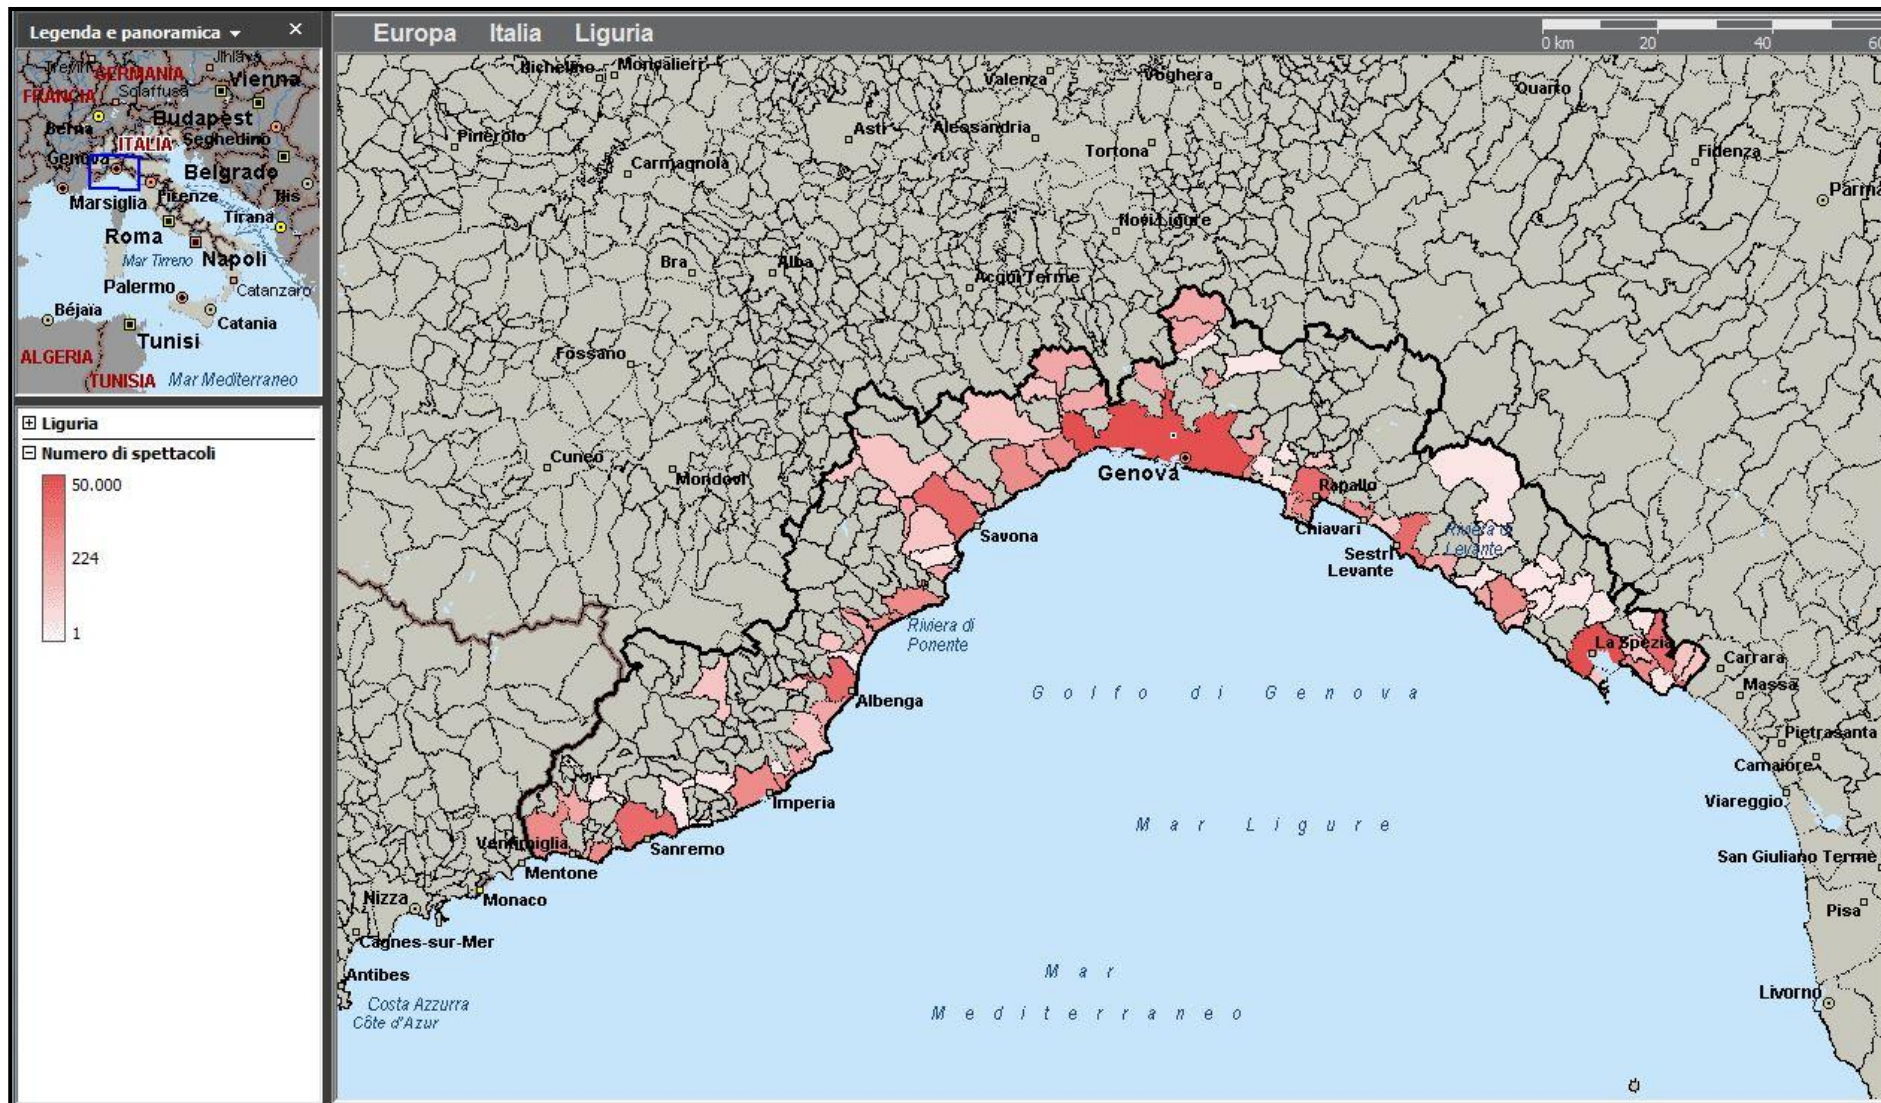 Legenda e panoramica
Jihlava
GERMANIA
Vienna
FRANCIA
Sciaffusa
Budapest
Berna
ITALIA
Seghedino
Genova
Belgrado
Marsiglia
Firenze
Tirana
Roma
Mar Tirreno
Napoli
Palermo
Catanzaro
Béjaïa
Catania
Tunisi
ALGERIA
TUNISIA
Mar Mediterraneo
Liguria
Numero di spettacoli
50.000
224
1
Europa Italia Liguria
0 km 20 40
Nichelino
Moncalieri
Valenza
Voghera
Quarto
Pinerolo
Asti
Alessandria
Tortona
Fidenza
Carmagnola
Novi Ligure
Bra
Alba
Acqui Terme
Fossano
Cuneo
Mondovì
Genova
Rapallo
Savona
Chiavari
Sestri
Levante
Riviera di
Levante
Riviera di
Ponente
La Spezia
Carrara
Massa
Albenga
Golfo di Genova
Pietrasanta
Camaiore
Imperia
Viareggio
Mar Ligure
Ventimiglia
Sanremo
San Giuliano Terme
Mentone
Nizza
Monaco
Pisa
Cagnes-sur-Mer
Antibes
Mar
Mediterraneo
Livorno
Costa Azzurra
Côte d'Azur